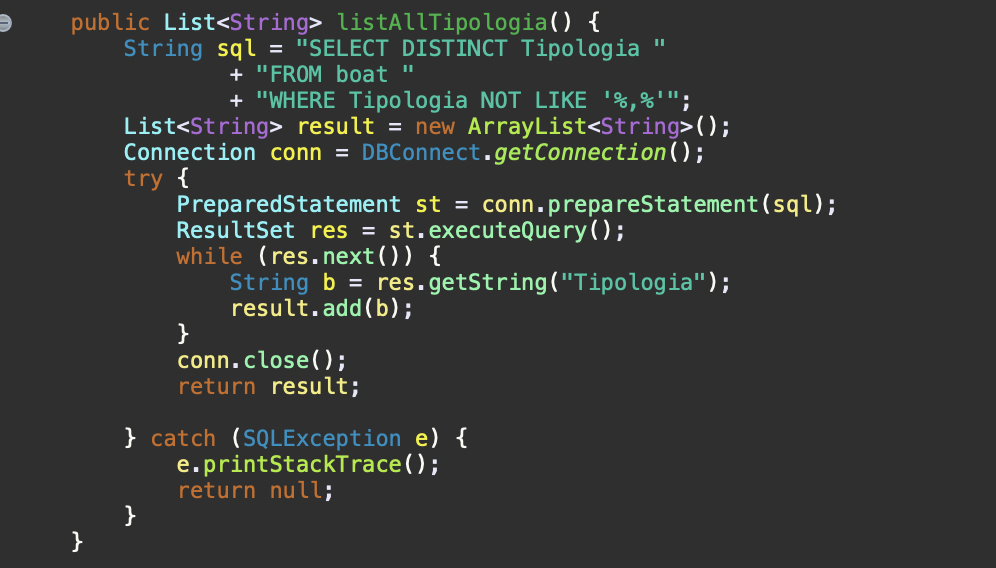 public List<String> listAllTipologia() {
    String sql = "SELECT DISTINCT Tipologia "
            + "FROM boat "
            + "WHERE Tipologia NOT LIKE '%,%'";
    List<String> result = new ArrayList<String>();
    Connection conn = DBConnect.getConnection();
    try {
        PreparedStatement st = conn.prepareStatement(sql);
        ResultSet res = st.executeQuery();
        while (res.next()) {
            String b = res.getString("Tipologia");
            result.add(b);
        }
        conn.close();
        return result;

    } catch (SQLException e) {
        e.printStackTrace();
        return null;
    }
}